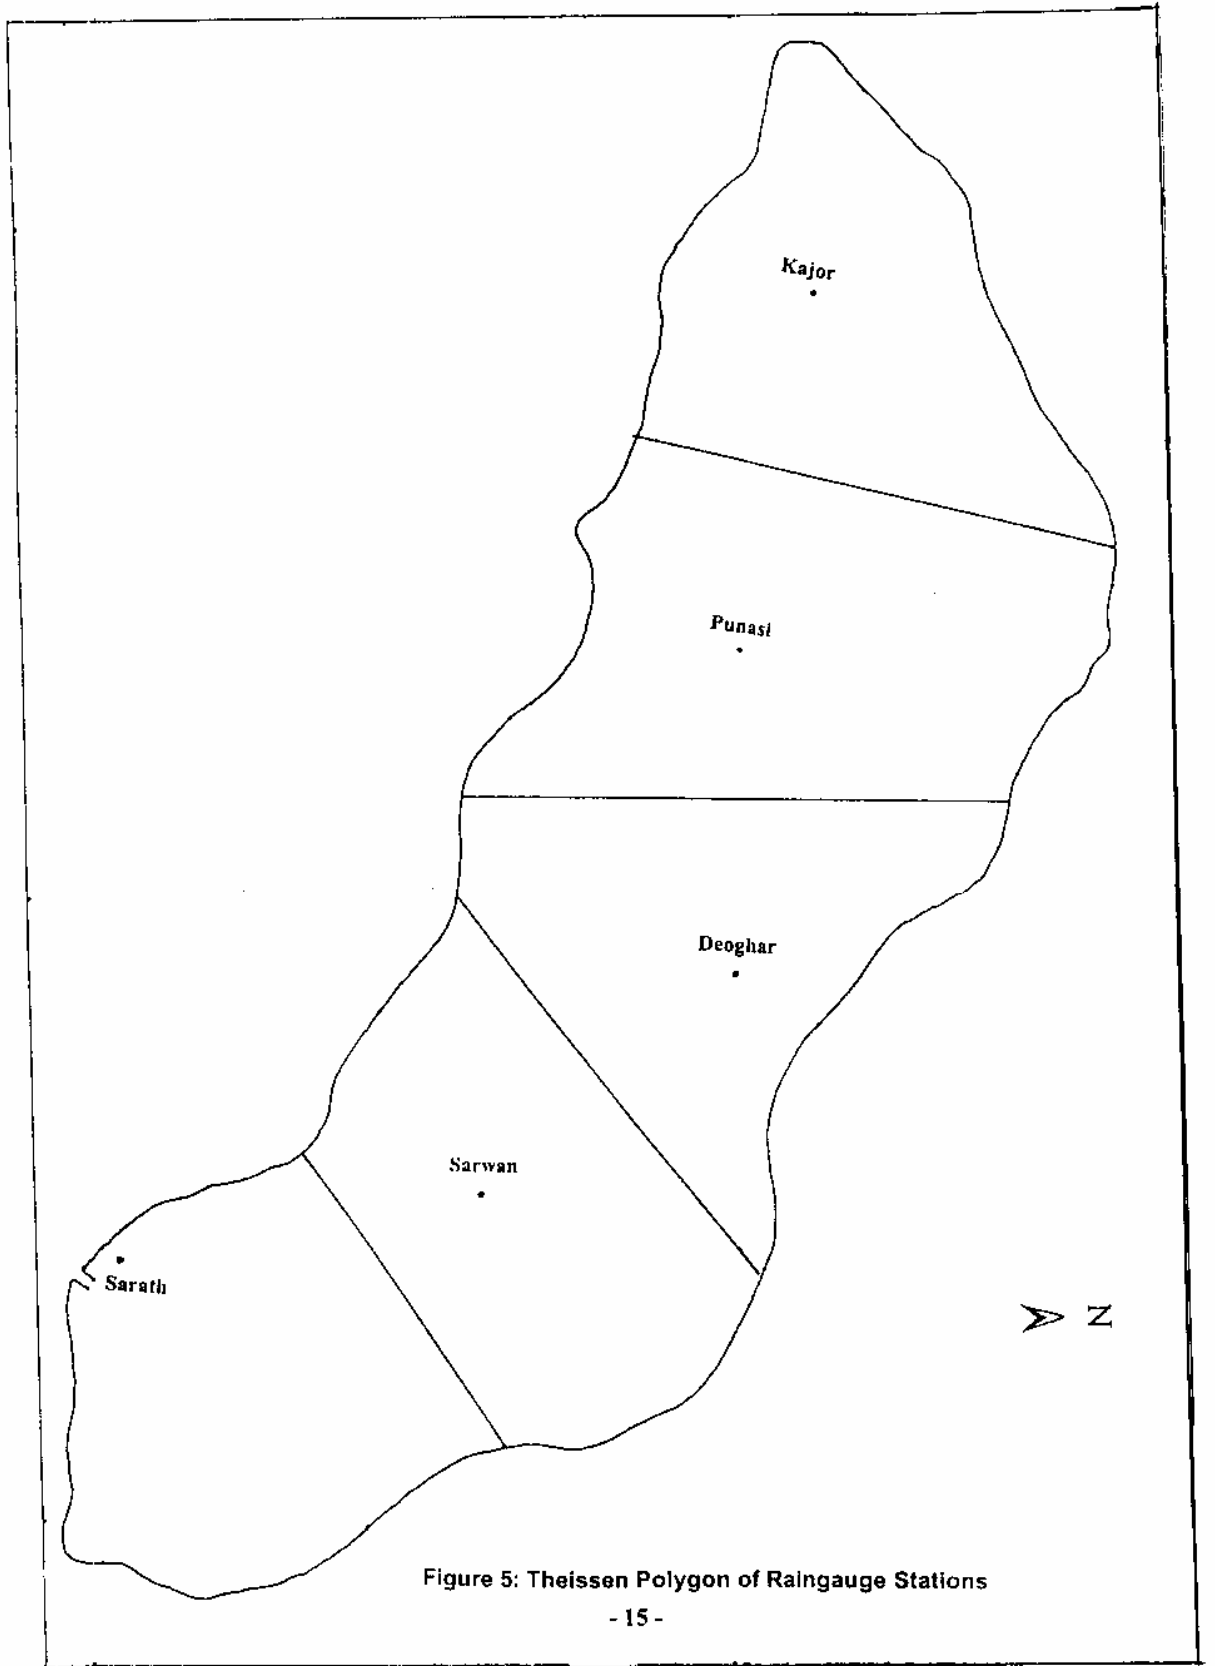 Kajor
Punasi
Deoghar
Sarwan
Sarath
N
Figure 5: Theissen Polygon of Raingauge Stations
- 15 -